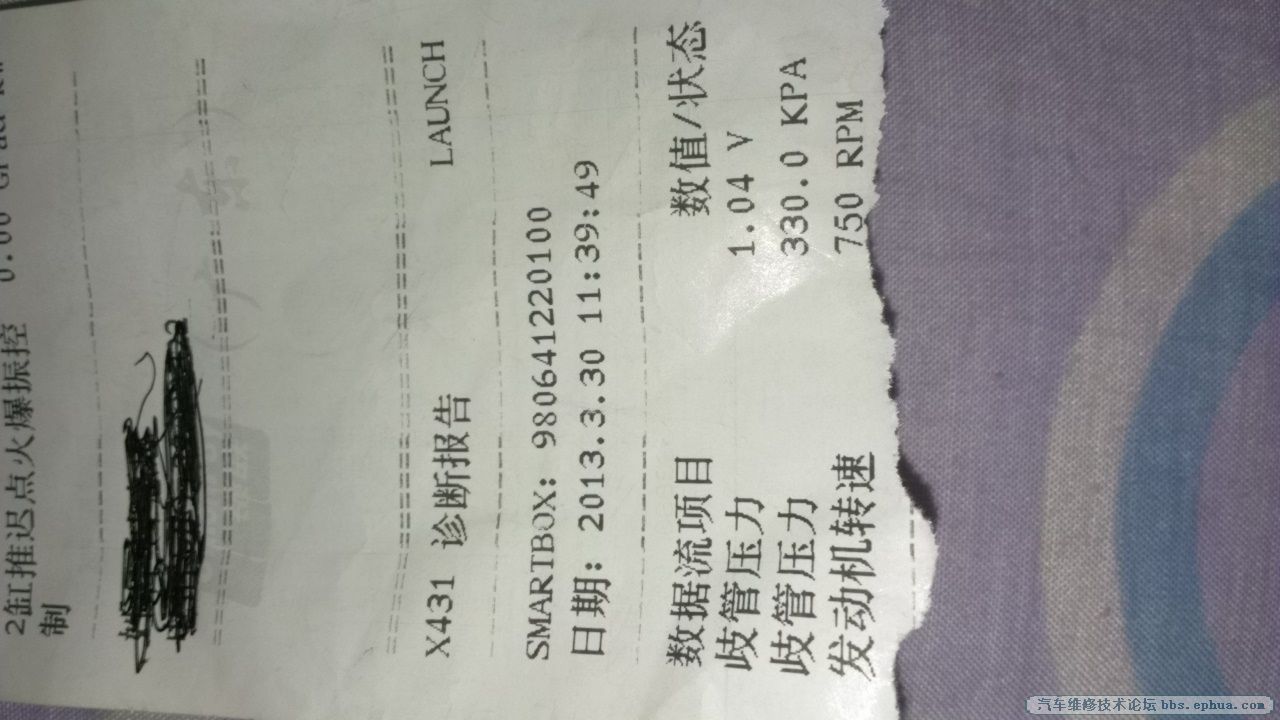 2缸推迟点火爆振控
制
X431 诊断报告 LAUNCH
SMARTBOX: 980641220100
日期: 2013.3.30 11:39:49
数据流项目 数值/状态
歧管压力 1.04 V
歧管压力 330.0 KPA
发动机转速 750 RPM
汽车维修技术论坛 bbs.ephua.com